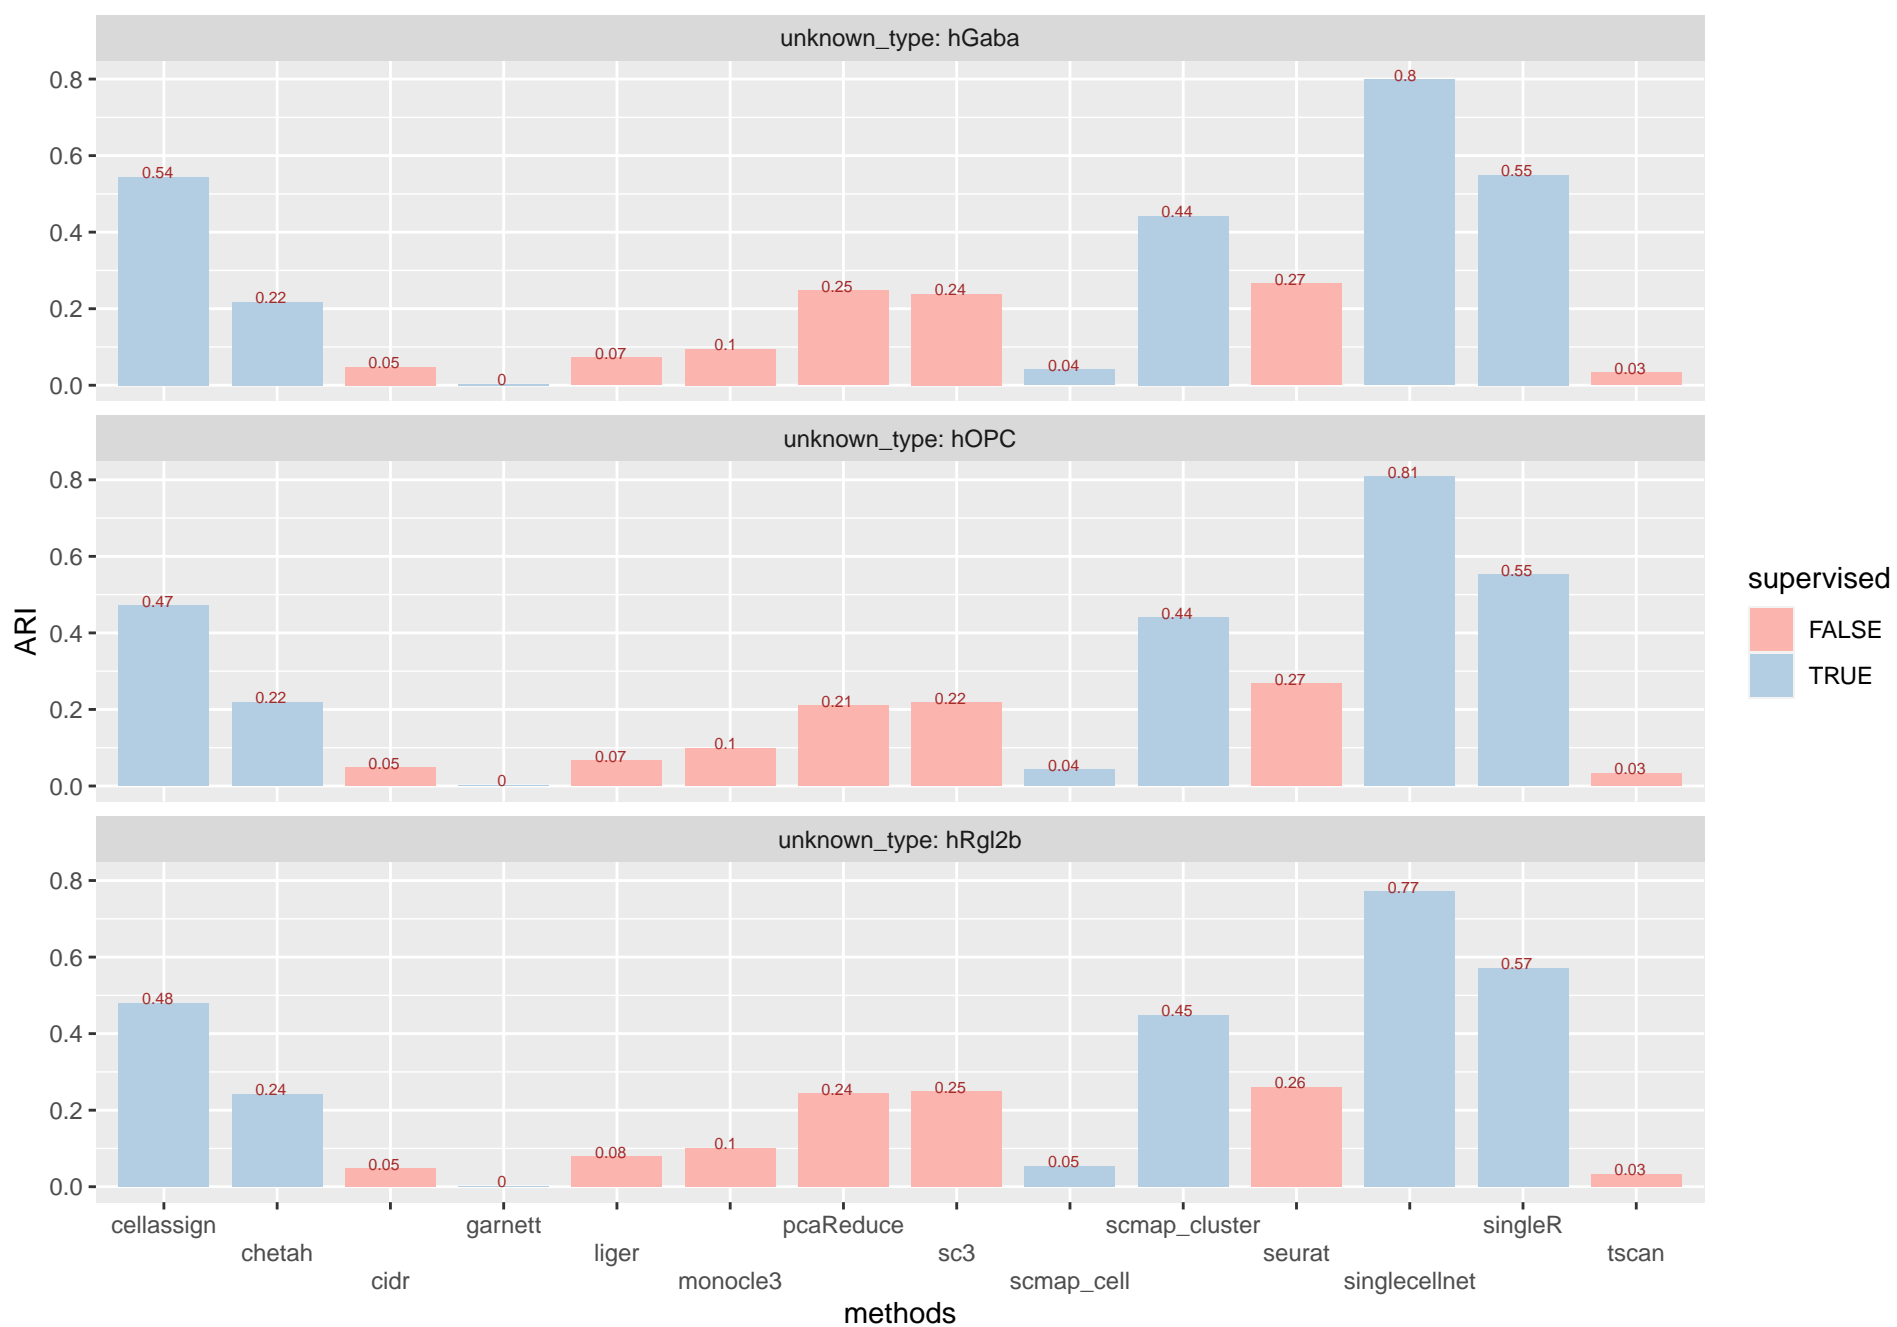 unknown_type: hGaba
0.8
0.6
0.4
0.2
0.0
0.54
0.22
0.05
0
0.07
0.1
0.25
0.24
0.04
0.44
0.27
0.8
0.55
0.03
unknown_type: hOPC
0.8
0.6
0.4
0.2
0.0
0.47
0.22
0.05
0
0.07
0.1
0.21
0.22
0.04
0.44
0.27
0.81
0.55
0.03
unknown_type: hRgl2b
0.8
0.6
0.4
0.2
0.0
0.48
0.24
0.05
0
0.08
0.1
0.24
0.25
0.05
0.45
0.26
0.77
0.57
0.03
ARI
cellassign
chetah
cidr
garnett
liger
monocle3
pcaReduce
sc3
scmap_cell
scmap_cluster
seurat
singlecellnet
singleR
tscan
methods
supervised
FALSE
TRUE